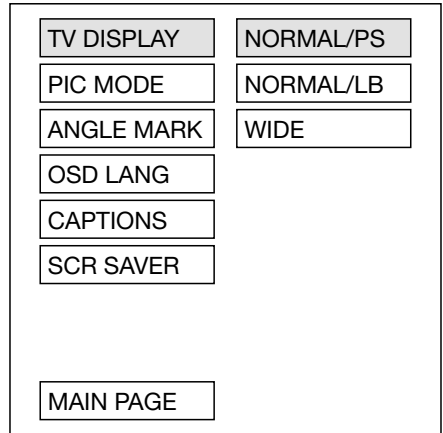 TV DISPLAY NORMAL/PS
PIC MODE NORMAL/LB
ANGLE MARK WIDE
OSD LANG
CAPTIONS
SCR SAVER
MAIN PAGE